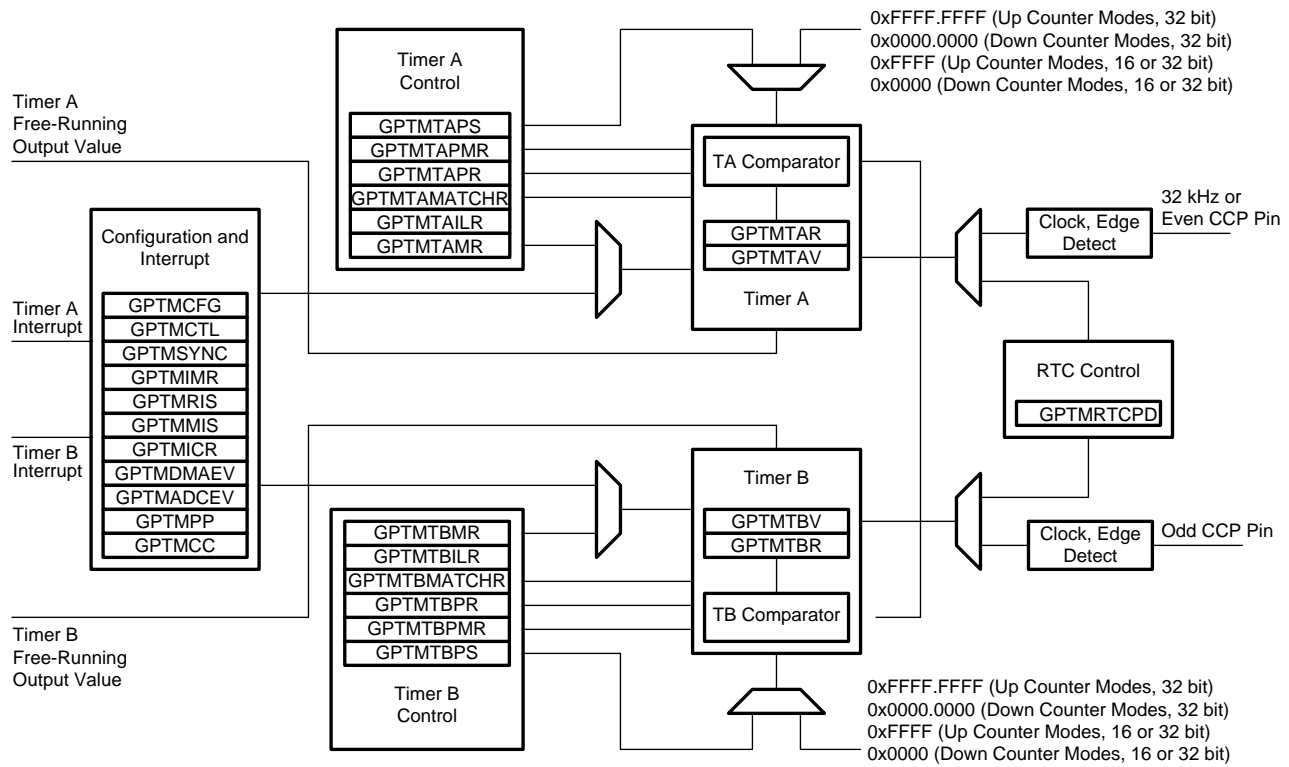 0xFFFF.FFFF (Up Counter Modes, 32 bit)
0x0000.0000 (Down Counter Modes, 32 bit)
0xFFFF (Up Counter Modes, 16 or 32 bit)
0x0000 (Down Counter Modes, 16 or 32 bit)
Timer A
Control
GPTMTAPS
GPTMTAPMR
GPTMTAPR
GPTMTAMATCHR
GPTMTAILR
GPTMTAMR
Timer A
Free-Running
Output Value
TA Comparator
GPTMTAR
GPTMTAV
Timer A
Clock, Edge
Detect
32 kHz or
Even CCP Pin
Configuration and
Interrupt
GPTMCFG
GPTMCTL
GPTMSYNC
GPTMIMR
GPTMRIS
GPTMMIS
GPTMICR
GPTMDMAEV
GPTMADCEV
GPTMPP
GPTMCC
Timer A
Interrupt
Timer B
Interrupt
RTC Control
GPTMRTCPD
Timer B
GPTMTBV
GPTMTBR
TB Comparator
Clock, Edge
Detect
Odd CCP Pin
GPTMTBMR
GPTMTBILR
GPTMTBMATCHR
GPTMTBPR
GPTMTBPMR
GPTMTBPS
Timer B
Control
Timer B
Free-Running
Output Value
0xFFFF.FFFF (Up Counter Modes, 32 bit)
0x0000.0000 (Down Counter Modes, 32 bit)
0xFFFF (Up Counter Modes, 16 or 32 bit)
0x0000 (Down Counter Modes, 16 or 32 bit)